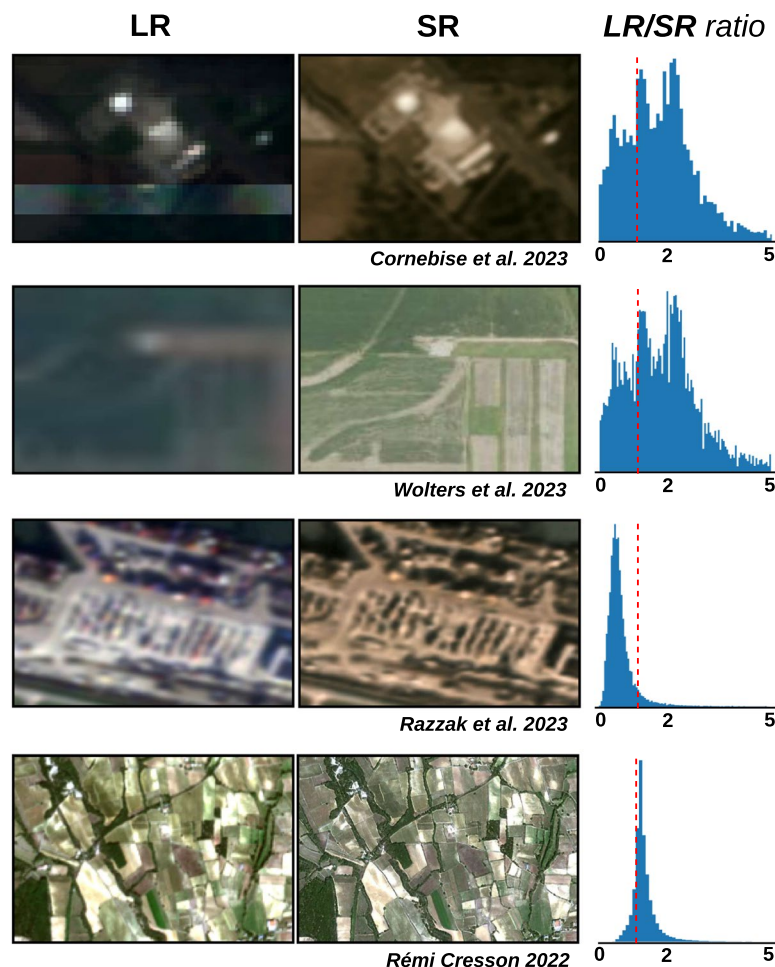 LR SR LR/SR ratio
0 2 5
Cornebise et al. 2023
0 2 5
Wolters et al. 2023
0 2 5
Razzak et al. 2023
0 2 5
Rémi Cresson 2022